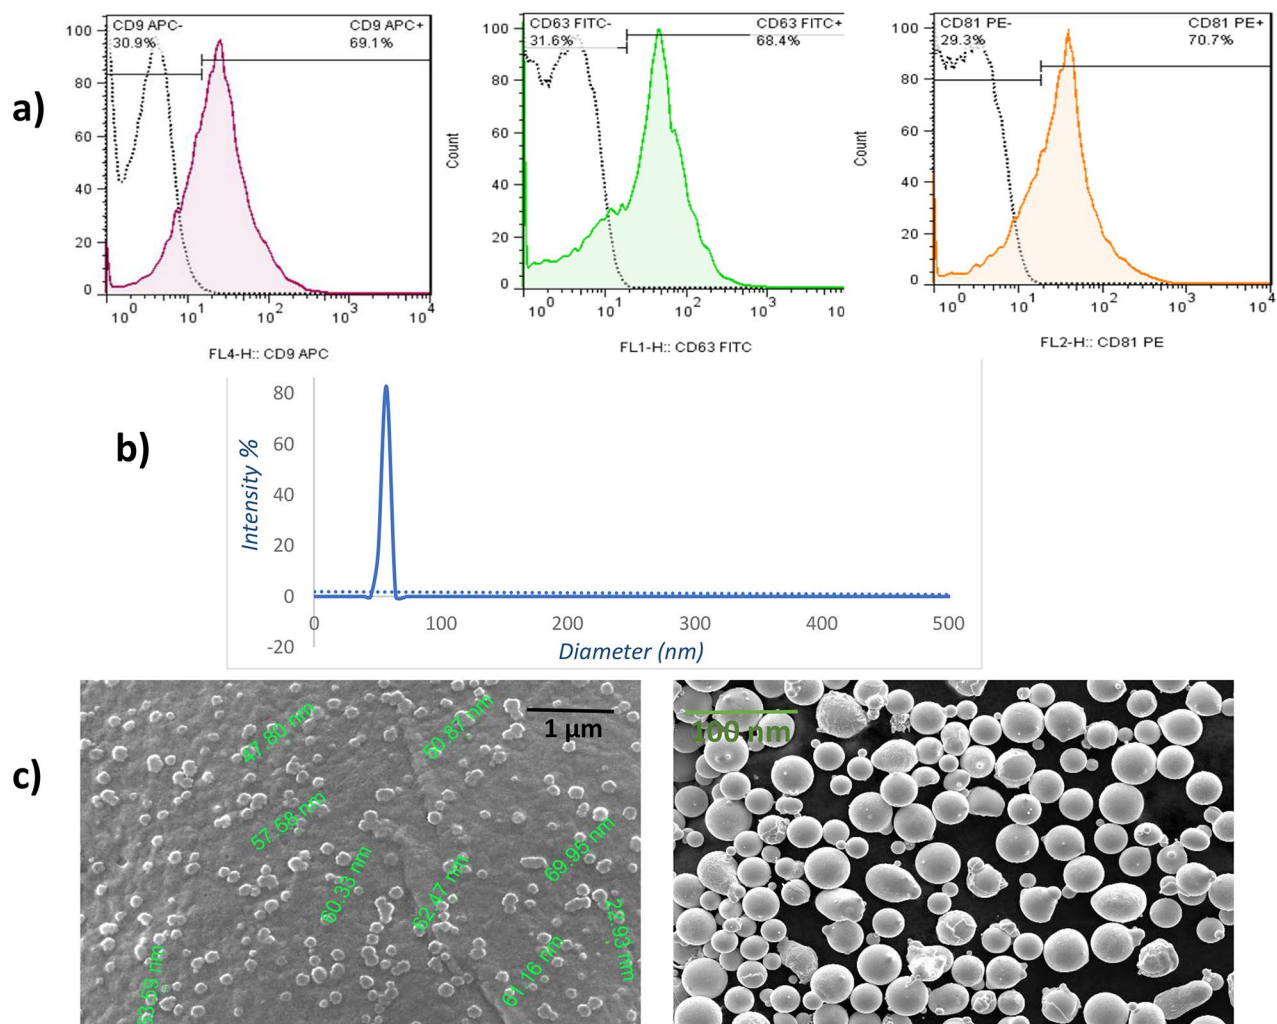 a)
CD9 APC-
30.9%
CD9 APC+
69.1%
100
80
60
40
20
0
10^0 10^1 10^2 10^3 10^4
FL4-H:: CD9 APC
Count
CD63 FITC-
31.6%
CD63 FITC+
68.4%
100
80
60
40
20
0
10^0 10^1 10^2 10^3
FL1-H:: CD63 FITC
Count
CD81 PE-
29.3%
CD81 PE+
70.7%
100
80
60
40
20
0
10^0 10^1 10^2 10^3 10^4
FL2-H:: CD81 PE
b)
Intensity %
80
60
40
20
0
-20
0 100 200 300 400 500
Diameter (nm)
c)
47.80 nm
50.87 nm
1 µm
57.58 nm
60.33 nm
62.47 nm
69.95 nm
22.93 nm
61.16 nm
nm
100 nm